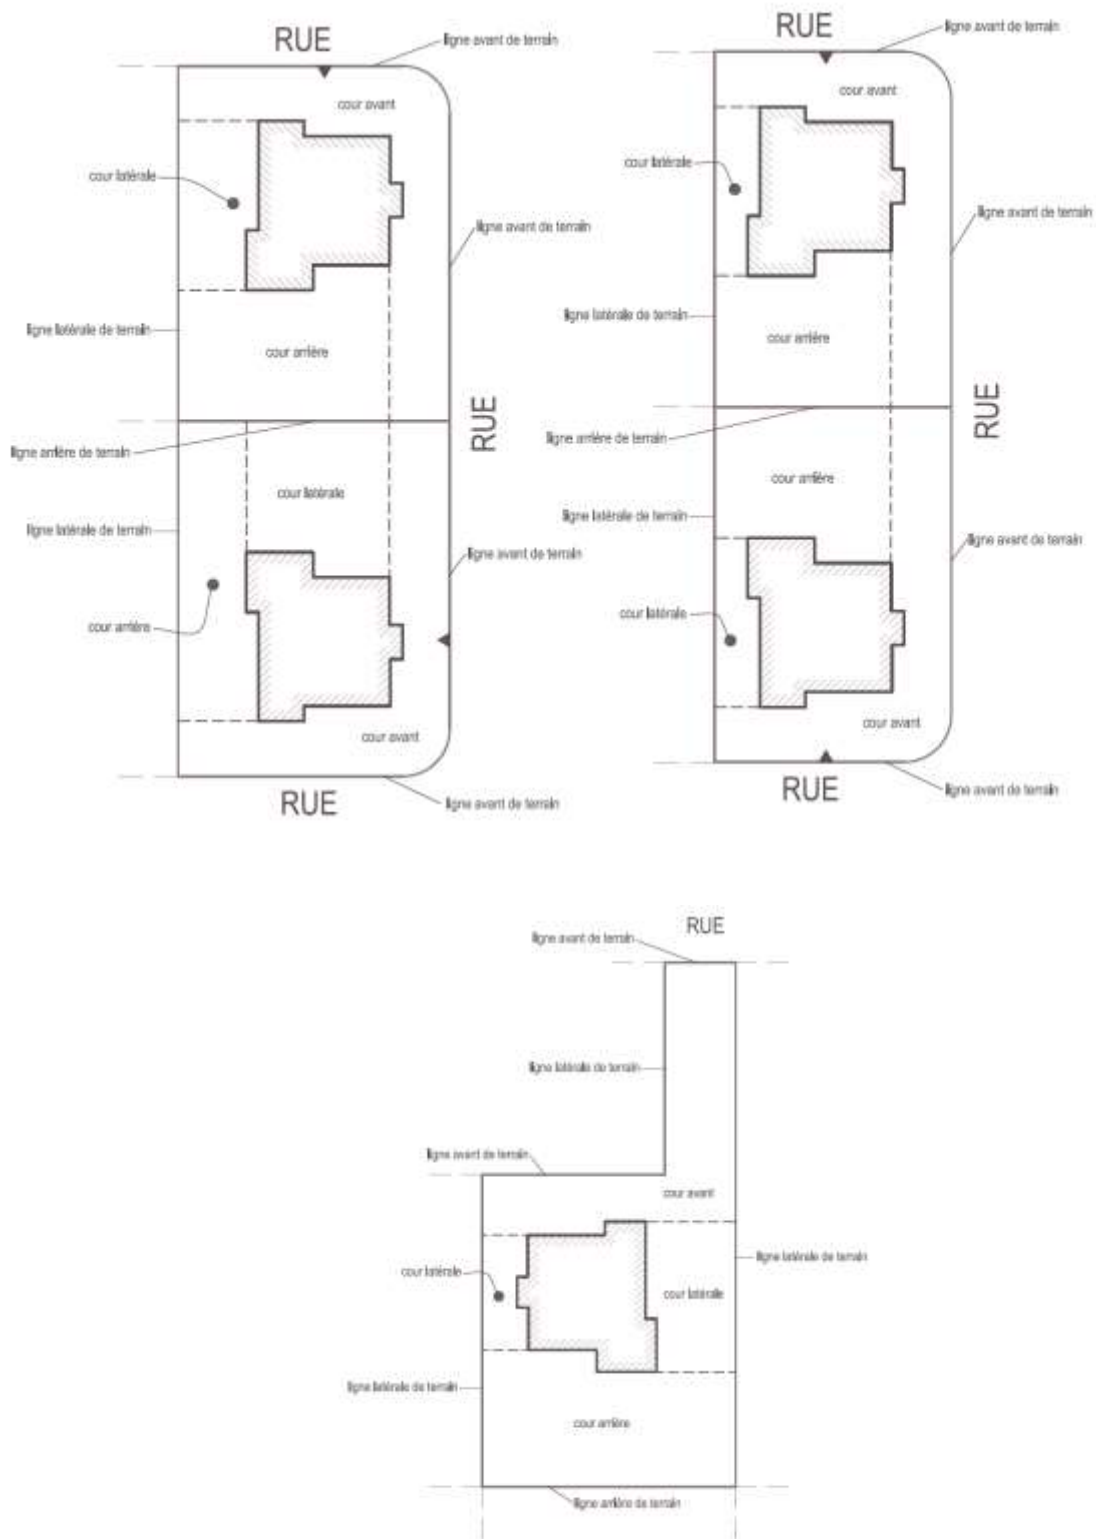 RUE
ligne avant de terrain
cour avant
cour latérale
ligne avant de terrain
ligne latérale de terrain
cour arrière
RUE
ligne arrière de terrain
cour latérale
ligne latérale de terrain
ligne avant de terrain
cour arrière
cour avant
RUE
ligne avant de terrain
RUE
ligne avant de terrain
cour avant
cour latérale
ligne avant de terrain
ligne latérale de terrain
cour arrière
RUE
ligne arrière de terrain
cour arrière
ligne latérale de terrain
ligne avant de terrain
cour latérale
cour avant
RUE
ligne avant de terrain
RUE
ligne avant de terrain
ligne latérale de terrain
ligne avant de terrain
cour avant
ligne latérale de terrain
cour latérale
cour latérale
ligne latérale de terrain
cour arrière
ligne arrière de terrain